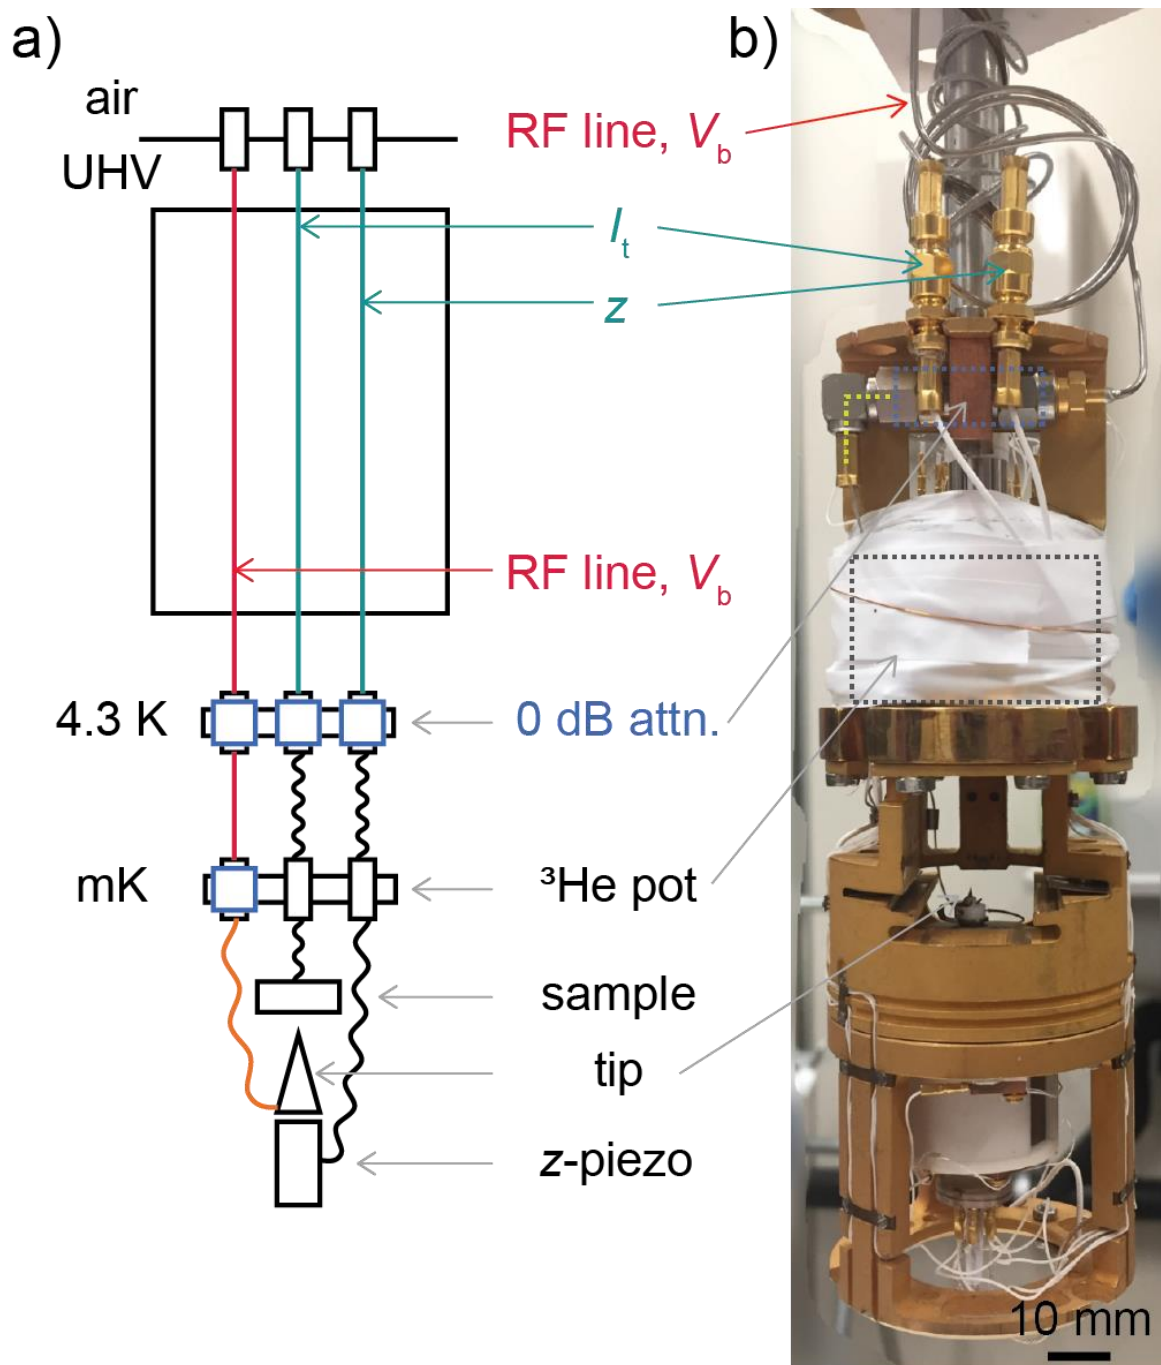 a)
b)
air
UHV
RF line, Vb
It
z
RF line, Vb
4.3 K
0 dB attn.
mK
³He pot
sample
tip
z-piezo
10 mm